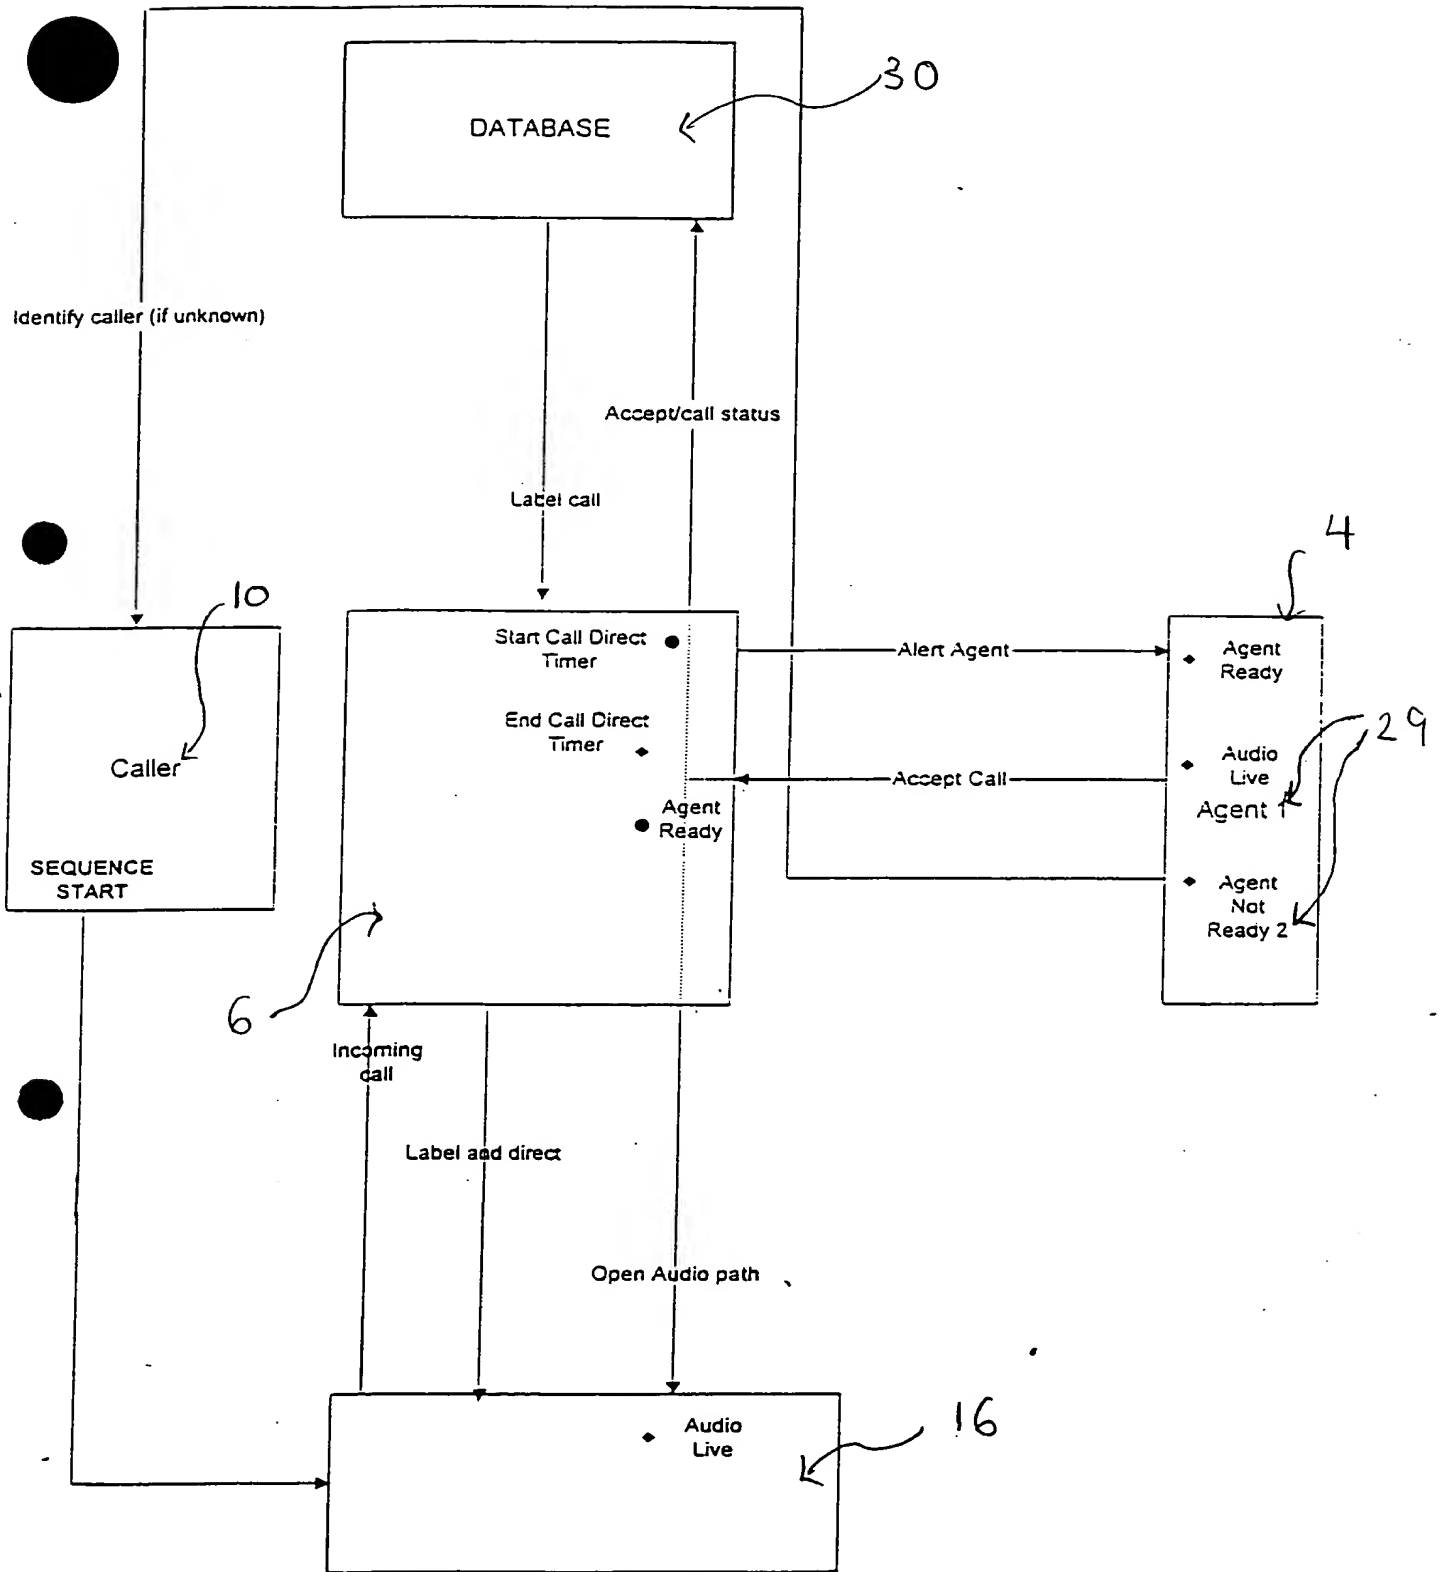 30
DATABASE
Identify caller (if unknown)
Accept/call status
Label call
4
10
Start Call Direct
Timer
Alert Agent
Agent
Ready
End Call Direct
Timer
29
Caller
Audio
Live
Accept Call
Agent 1
Agent
Ready
SEQUENCE
START
Agent
Not
Ready 2
6
Incoming
call
Label and direct
Open Audio path
Audio
Live
16